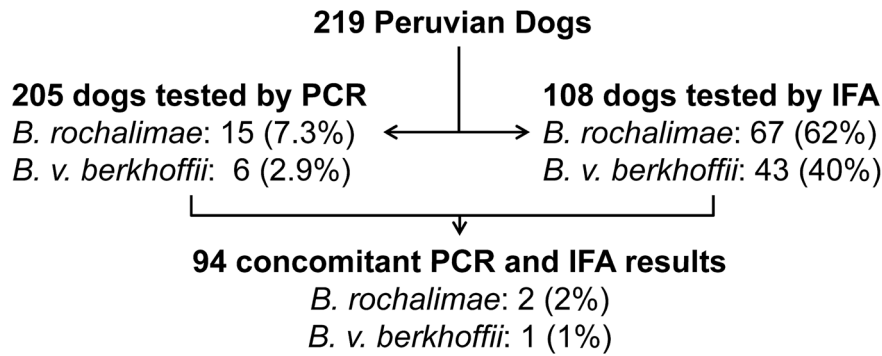 219 Peruvian Dogs
205 dogs tested by PCR
B. rochalimae: 15 (7.3%)
B. v. berkhoffii: 6 (2.9%)
108 dogs tested by IFA
B. rochalimae: 67 (62%)
B. v. berkhoffii: 43 (40%)
94 concomitant PCR and IFA results
B. rochalimae: 2 (2%)
B. v. berkhoffii: 1 (1%)